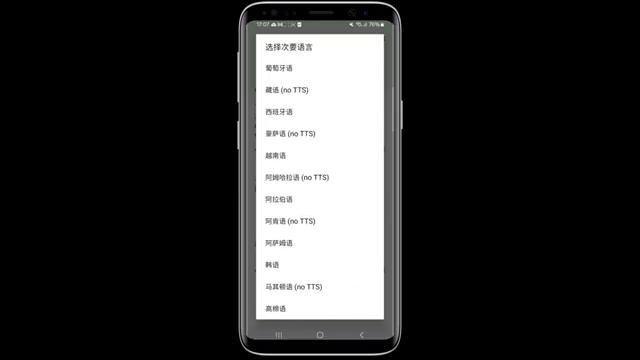 17:07
76%
选择次要语言
葡萄牙语
藏语 (no TTS)
西班牙语
豪萨语 (no TTS)
越南语
阿姆哈拉语 (no TTS)
阿拉伯语
阿肯语 (no TTS)
阿萨姆语
韩语
马其顿语 (no TTS)
高棉语